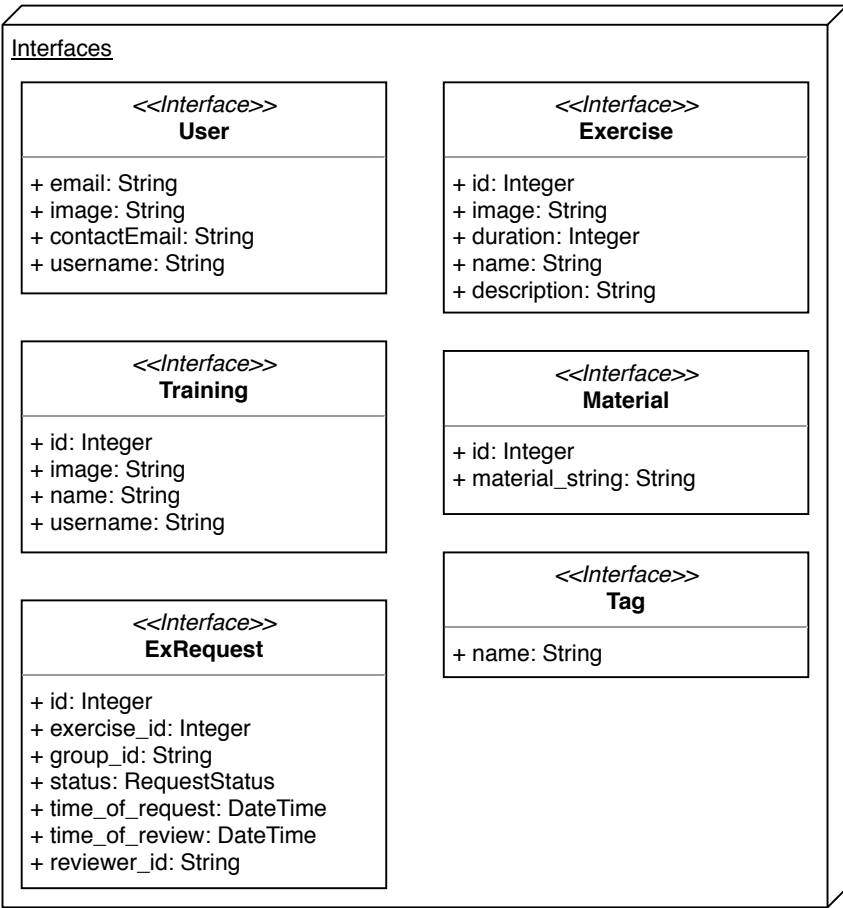 Interfaces
<<Interface>>
User
+ email: String
+ image: String
+ contactEmail: String
+ username: String
<<Interface>>
Exercise
+ id: Integer
+ image: String
+ duration: Integer
+ name: String
+ description: String
<<Interface>>
Training
+ id: Integer
+ image: String
+ name: String
+ username: String
<<Interface>>
Material
+ id: Integer
+ material_string: String
<<Interface>>
Tag
+ name: String
<<Interface>>
ExRequest
+ id: Integer
+ exercise_id: Integer
+ group_id: String
+ status: RequestStatus
+ time_of_request: DateTime
+ time_of_review: DateTime
+ reviewer_id: String